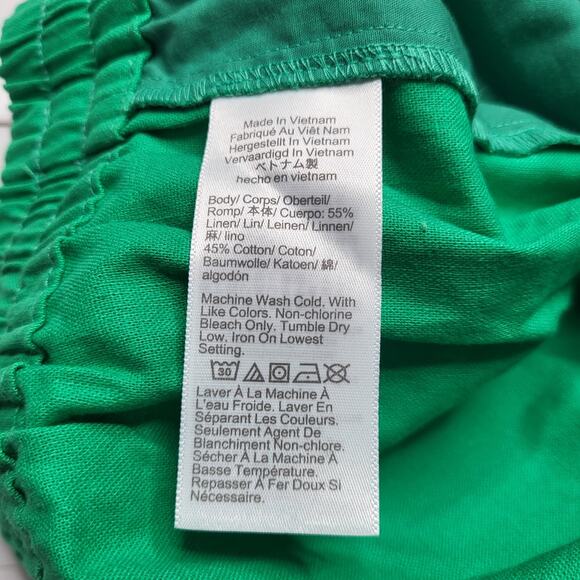 Made In Vietnam
Fabriqué Au Viêt Nam
Hergestellt In Vietnam
Vervaardigd In Vietnam
ベトナム製
hecho en vietnam
Body/ Corps/ Oberteil/
Romp/ 本体/ Cuerpo: 55%
Linen/ Lin/ Leinen/ Linnen/
麻/ lino
45% Cotton/ Coton/
Baumwolle/ Katoen/ 綿/
algodón
Machine Wash Cold, With
Like Colors. Non-chlorine
Bleach Only. Tumble Dry
Low. Iron On Lowest
Setting.
30
Laver À La Machine À
L'eau Froide. Laver En
Séparant Les Couleurs.
Seulement Agent De
Blanchiment Non-chlore.
Sécher À La Machine À
Basse Température.
Repasser À Fer Doux Si
Nécessaire.